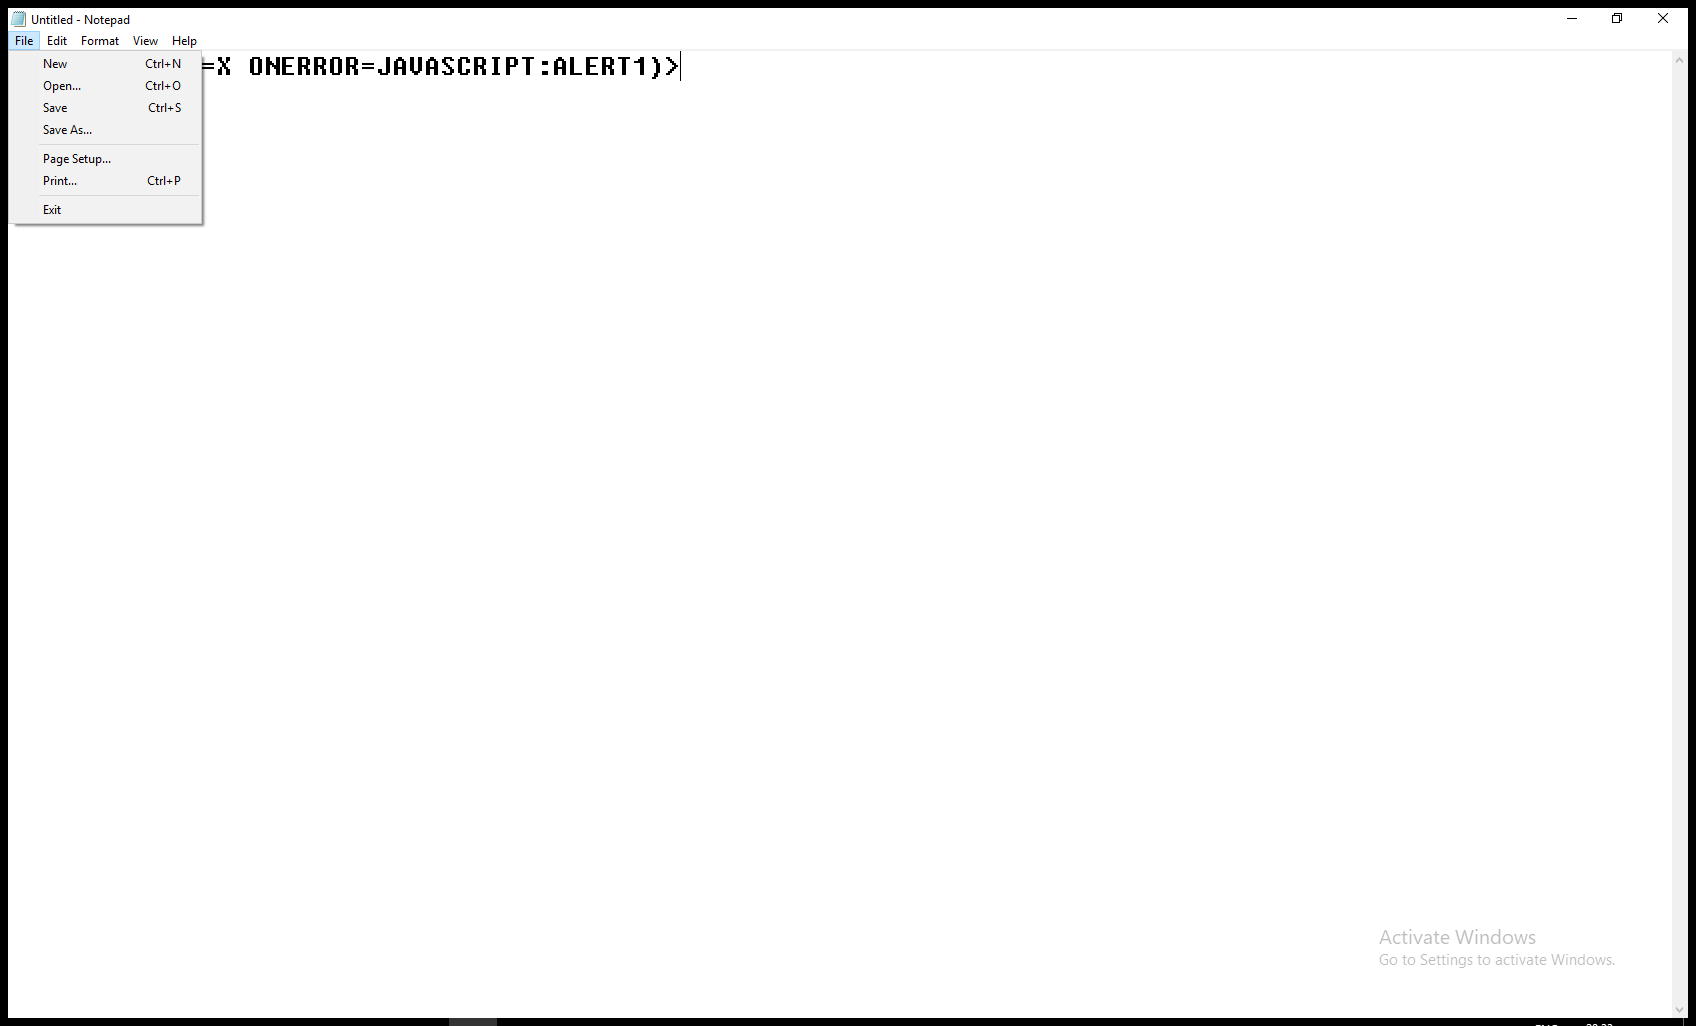 Untitled - Notepad
File Edit Format View Help
=X ONERROR=JAVASCRIPT:ALERT1)>
New Ctrl+N
Open... Ctrl+O
Save Ctrl+S
Save As...
Page Setup...
Print... Ctrl+P
Exit
Activate Windows
Go to Settings to activate Windows.